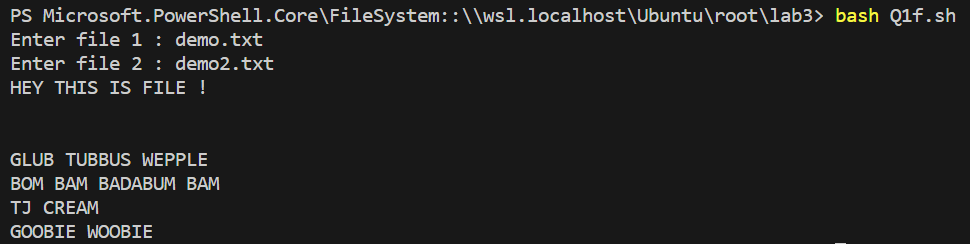 PS Microsoft.PowerShell.Core\FileSystem::\\wsl.localhost\Ubuntu\root\lab3> bash Q1f.sh
Enter file 1 : demo.txt
Enter file 2 : demo2.txt
HEY THIS IS FILE !
GLUB TUBBUS WEPPLE
BOM BAM BADABUM BAM
TJ CREAM
GOOBIE WOOBIE